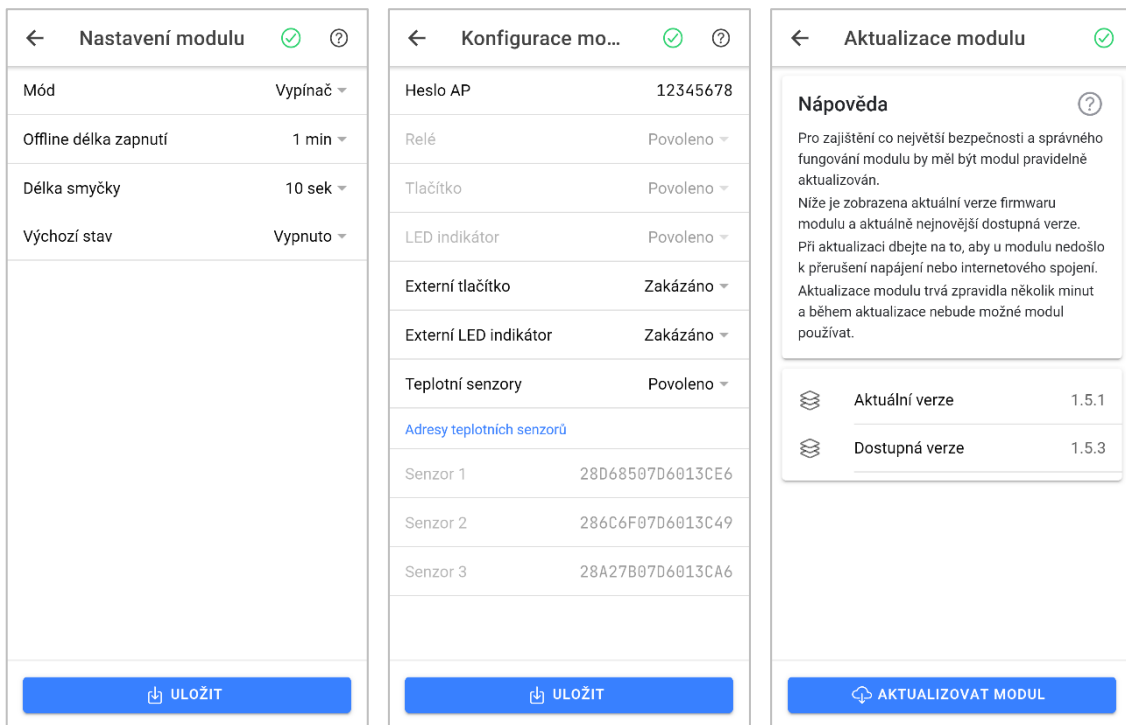 Nastavení modulu
Mód Vypínač
Offline délka zapnutí 1 min
Délka smyčky 10 sek
Výchozí stav Vypnuto
ULOŽIT
Konfigurace mo...
Heslo AP 12345678
Relé Povoleno
Tlačítko Povoleno
LED indikátor Povoleno
Externí tlačítko Zakázáno
Externí LED indikátor Zakázáno
Teplotní senzory Povoleno
Adresy teplotních senzorů
Senzor 1 28D68507D6013CE6
Senzor 2 286C6F07D6013C49
Senzor 3 28A27B07D6013CA6
ULOŽIT
Aktualizace modulu
Nápověda
Pro zajištění co největší bezpečnosti a správného
fungování modulu by měl být modul pravidelně
aktualizován.
Níže je zobrazena aktuální verze firmwaru
modulu a aktuálně nejnovější dostupná verze.
Při aktualizaci dbejte na to, aby u modulu nedošlo
k přerušení napájení nebo internetového spojení.
Aktualizace modulu trvá zpravidla několik minut
a během aktualizace nebude možné modul
používat.
Aktuální verze 1.5.1
Dostupná verze 1.5.3
AKTUALIZOVAT MODUL